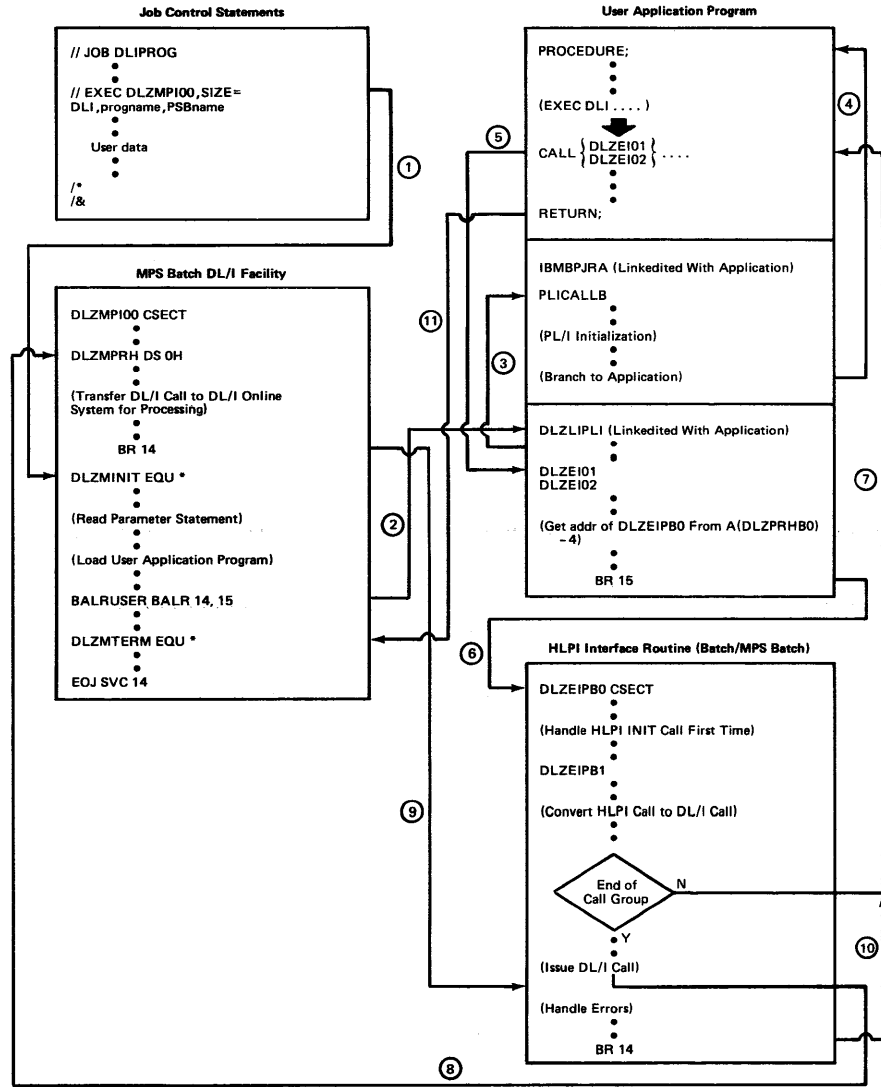 Job Control Statements
// JOB DLIPROG
// EXEC DLZMPI00,SIZE=
DLI,progname,PSBname
User data
/*
/&
1
MPS Batch DL/I Facility
DLZMPI00 CSECT
DLZMPRH DS 0H
(Transfer DL/I Call to DL/I Online
System for Processing)
BR 14
DLZMINIT EQU *
(Read Parameter Statement)
(Load User Application Program)
BALRUSER BALR 14, 15
DLZMTERM EQU *
EOJ SVC 14
User Application Program
PROCEDURE;
(EXEC DLI . . . . )
CALL { DLZEI01 } . . . .
DLZEI02
RETURN;
4
5
11
IBMBPJRA (Linkedited With Application)
PLICALLB
(PL/I Initialization)
(Branch to Application)
3
DLZLIPLI (Linkedited With Application)
DLZEI01
DLZEI02
(Get addr of DLZEIPB0 From A(DLZPRHB0)
-4)
BR 15
2
7
6
HLPI Interface Routine (Batch/MPS Batch)
DLZEIPB0 CSECT
(Handle HLPI INIT Call First Time)
DLZEIPB1
(Convert HLPI Call to DL/I Call)
End of
Call Group
N
Y
(Issue DL/I Call)
(Handle Errors)
BR 14
9
10
8